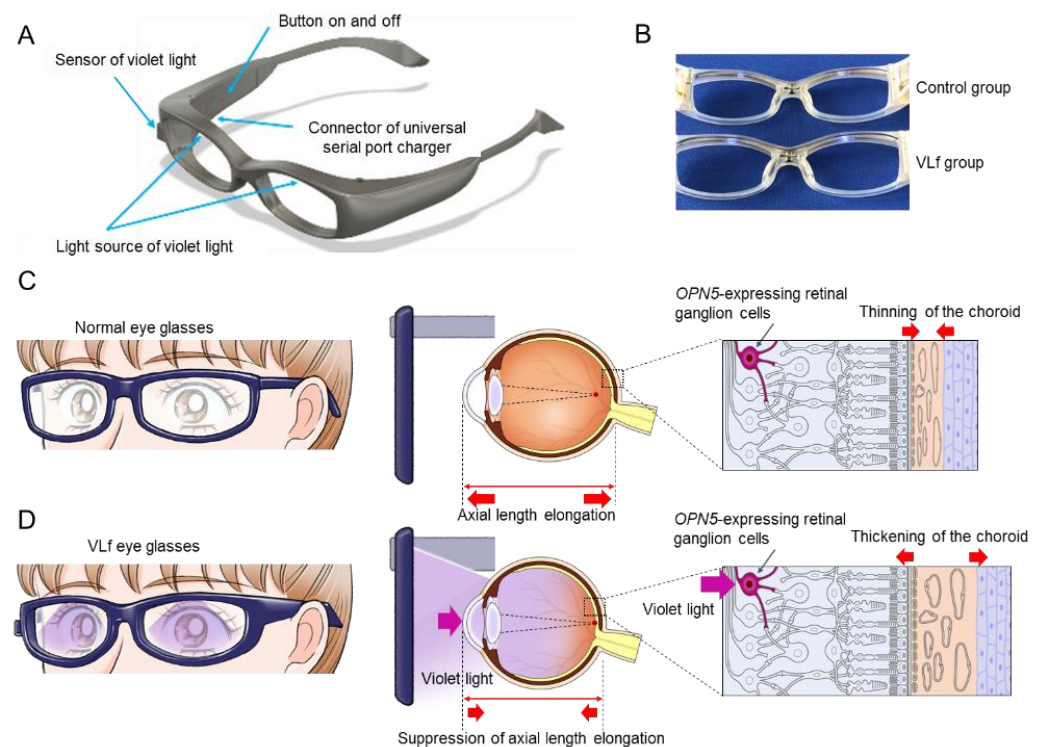 A
Button on and off
Sensor of violet light
Connector of universal
serial port charger
Light source of violet light
B
Control group
VLf group
C
Normal eye glasses
OPN5-expressing retinal
ganglion cells
Thinning of the choroid
Axial length elongation
D
VLf eye glasses
OPN5-expressing retinal
ganglion cells
Thickening of the choroid
Violet light
Violet light
Suppression of axial length elongation